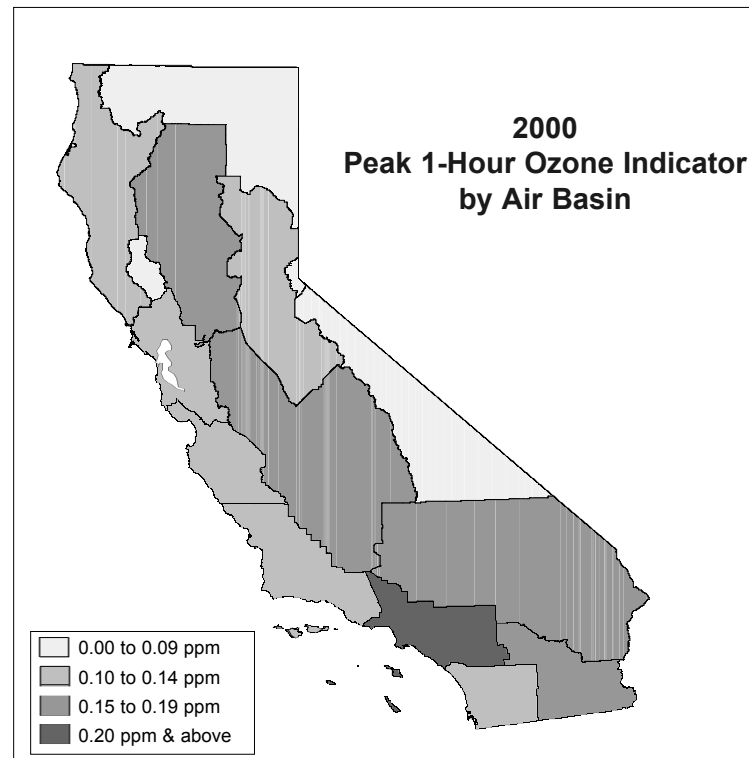 2000
Peak 1-Hour Ozone Indicator
by Air Basin
0.00 to 0.09 ppm
0.10 to 0.14 ppm
0.15 to 0.19 ppm
0.20 ppm & above